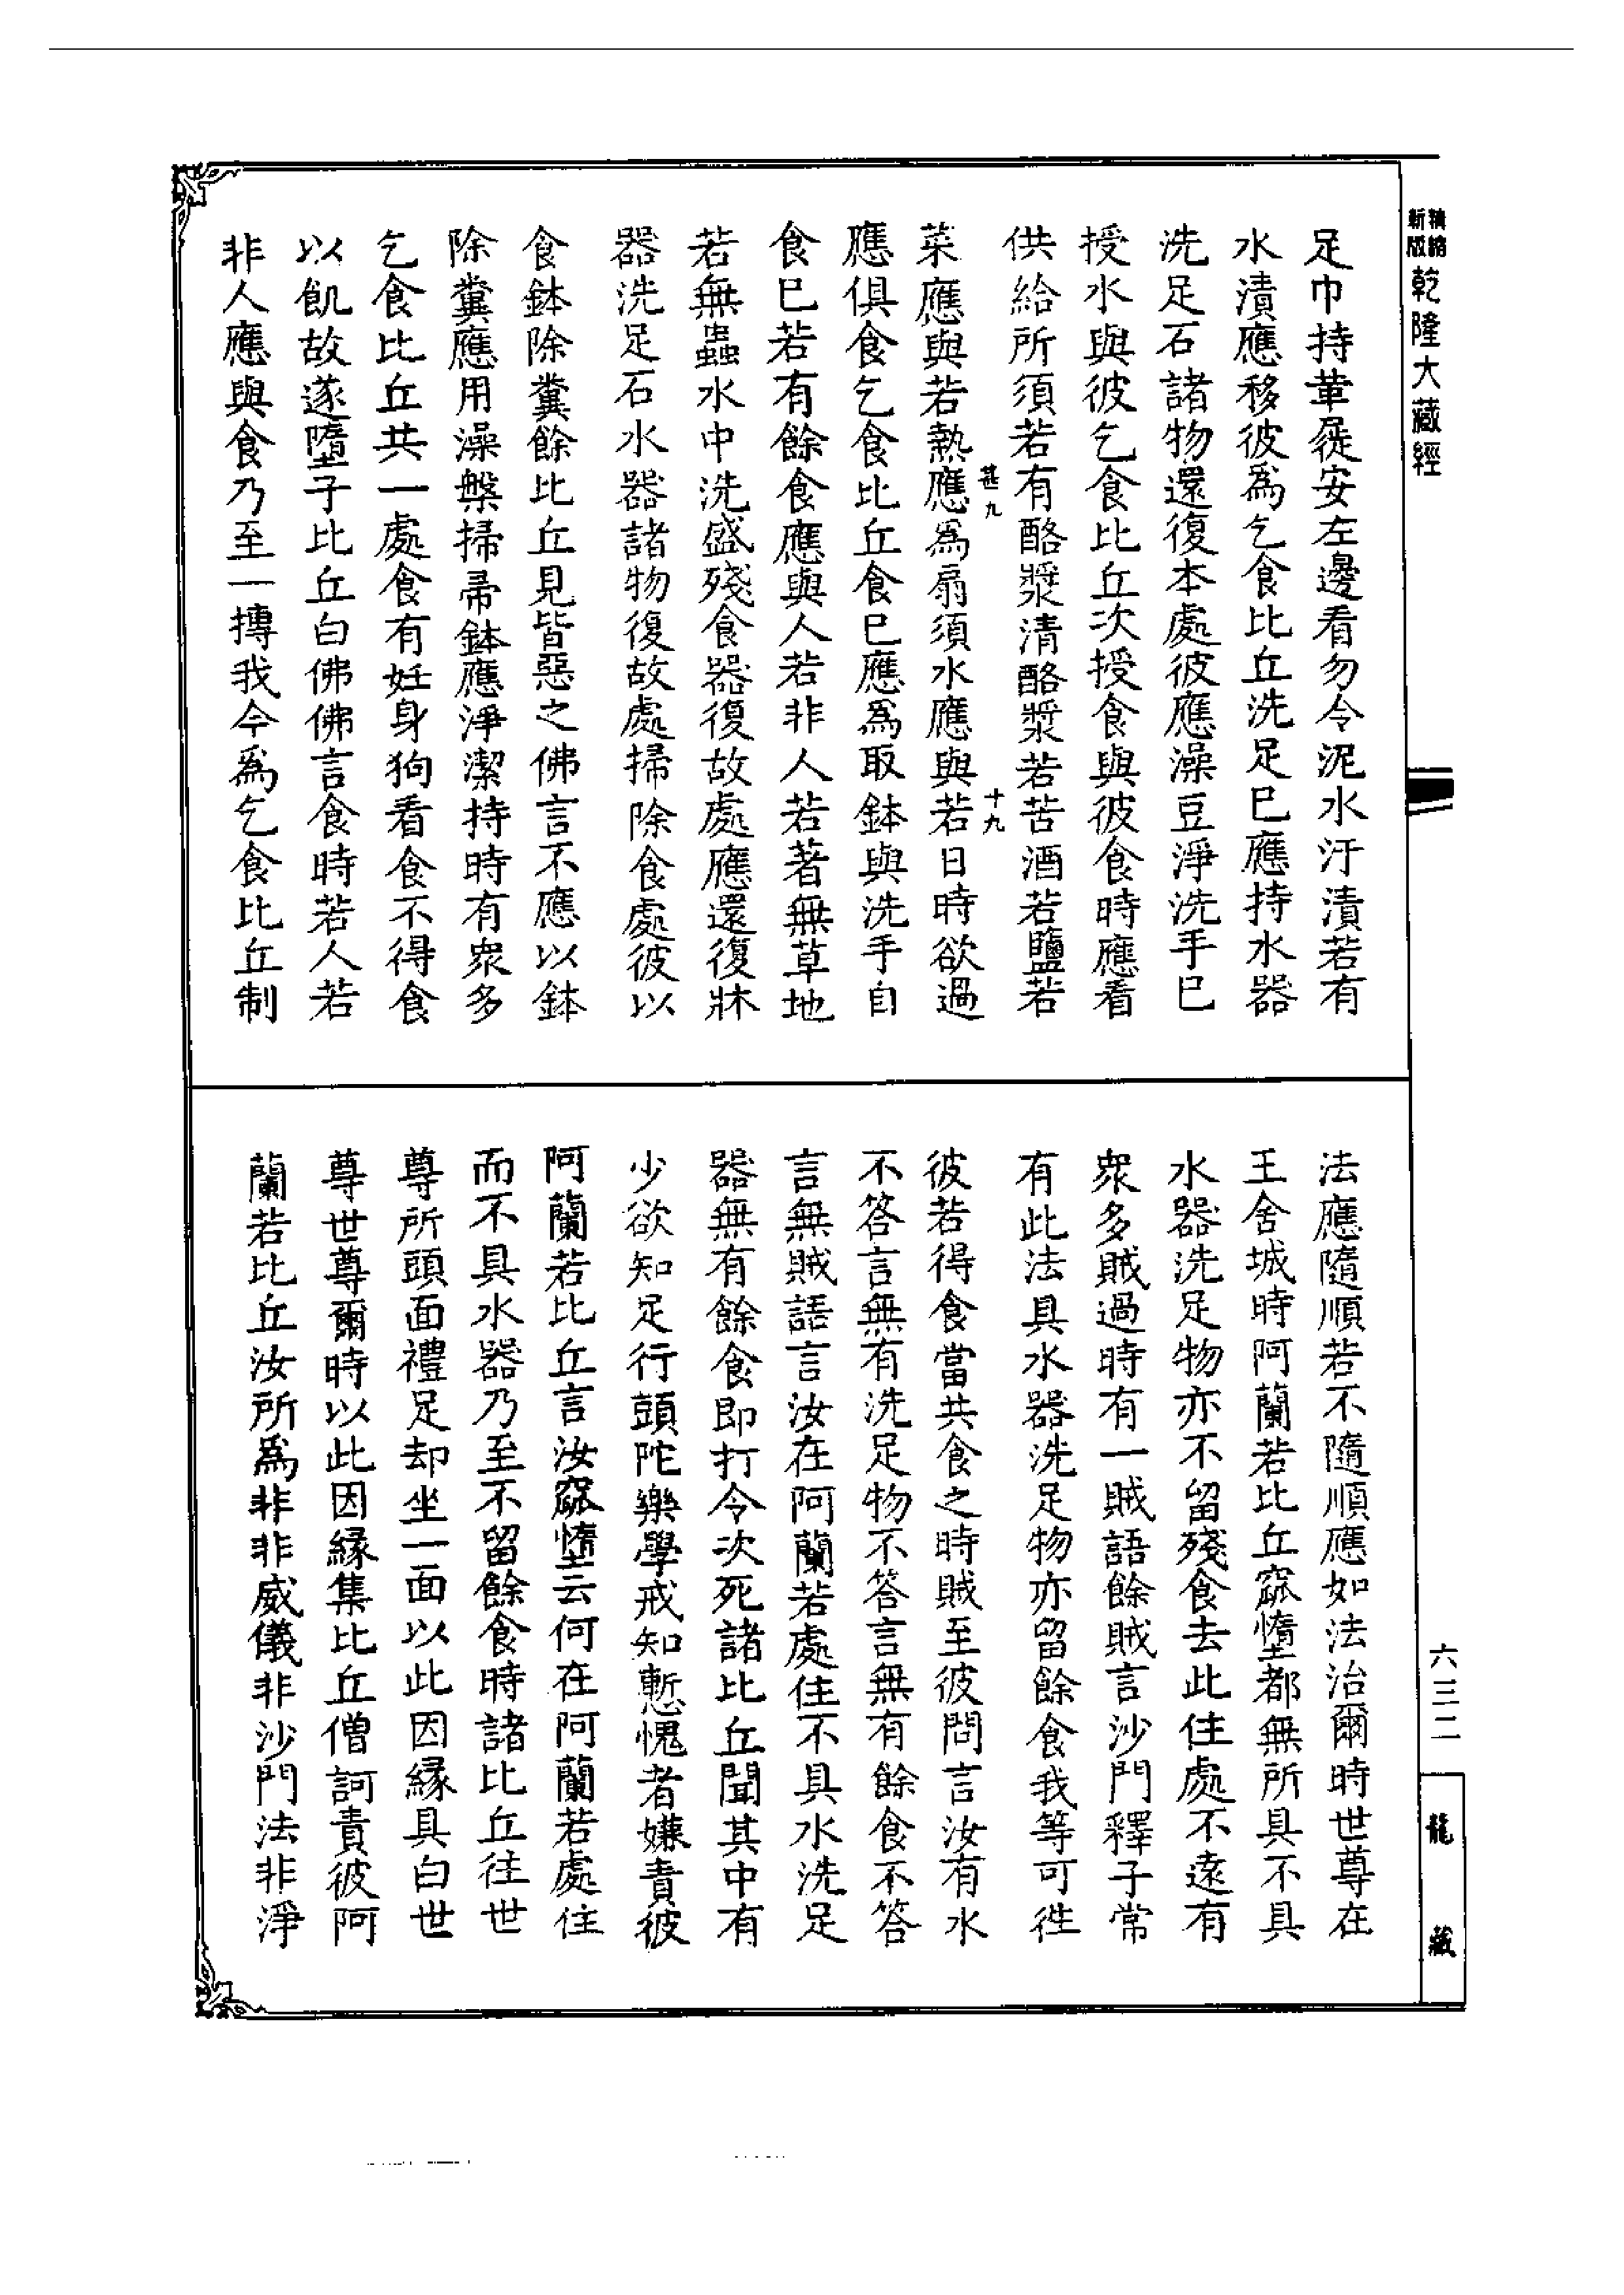 新版精縮乾隆大藏經
足巾持革屣安左邊看勿令泥水汙漬若有
水漬應移彼爲乞食比丘洗足巳應持水器
洗足石諸物還復本處彼應澡豆淨洗手巳
授水與彼乞食比丘次授食與彼食時應看
供給所須若有酪漿清酪漿若苦酒若鹽若
甚九
十九
菜應與若熱應爲扇須水應與若日時欲過
應俱食乞食比丘食巳應爲取鉢與洗手自
食巳若有餘食應與人若非人若著無草地
若無蟲水中洗盛殘食器復故處應還復牀
器洗足石水器諸物復故處掃除食處彼以
食鉢除糞餘比丘見皆惡之佛言不應以鉢
除糞應用澡槃掃帚鉢應淨潔持時有衆多
乞食比丘共一處食有妊身狗看食不得食
以飢故遂墮子比丘白佛佛言食時若人若
非人應與食乃至一摶我今爲乞食比丘制
法應隨順若不隨順應如法治爾時世尊在
王舍城時阿蘭若比丘窳惰都無所具不具
水器洗足物亦不留殘食去此住處不遠有
衆多賊過時有一賊語餘賊言沙門釋子常
有此法具水器洗足物亦留餘食我等可徃
彼若得食當共食之時賊至彼問言汝有水
不答言無有洗足物不答言無有餘食不答
言無賊語言汝在阿蘭若處住不具水洗足
器無有餘食即打令次死諸比丘聞其中有
少欲知足行頭陀樂學戒知慙愧者嫌責彼
阿蘭若比丘言汝窳惰云何在阿蘭若處住
而不具水器乃至不留餘食時諸比丘往世
尊所頭面禮足却坐一面以此因緣具白世
尊世尊爾時以此因緣集比丘僧訶責彼阿
蘭若比丘汝所爲非非威儀非沙門法非淨
六三二
龍藏